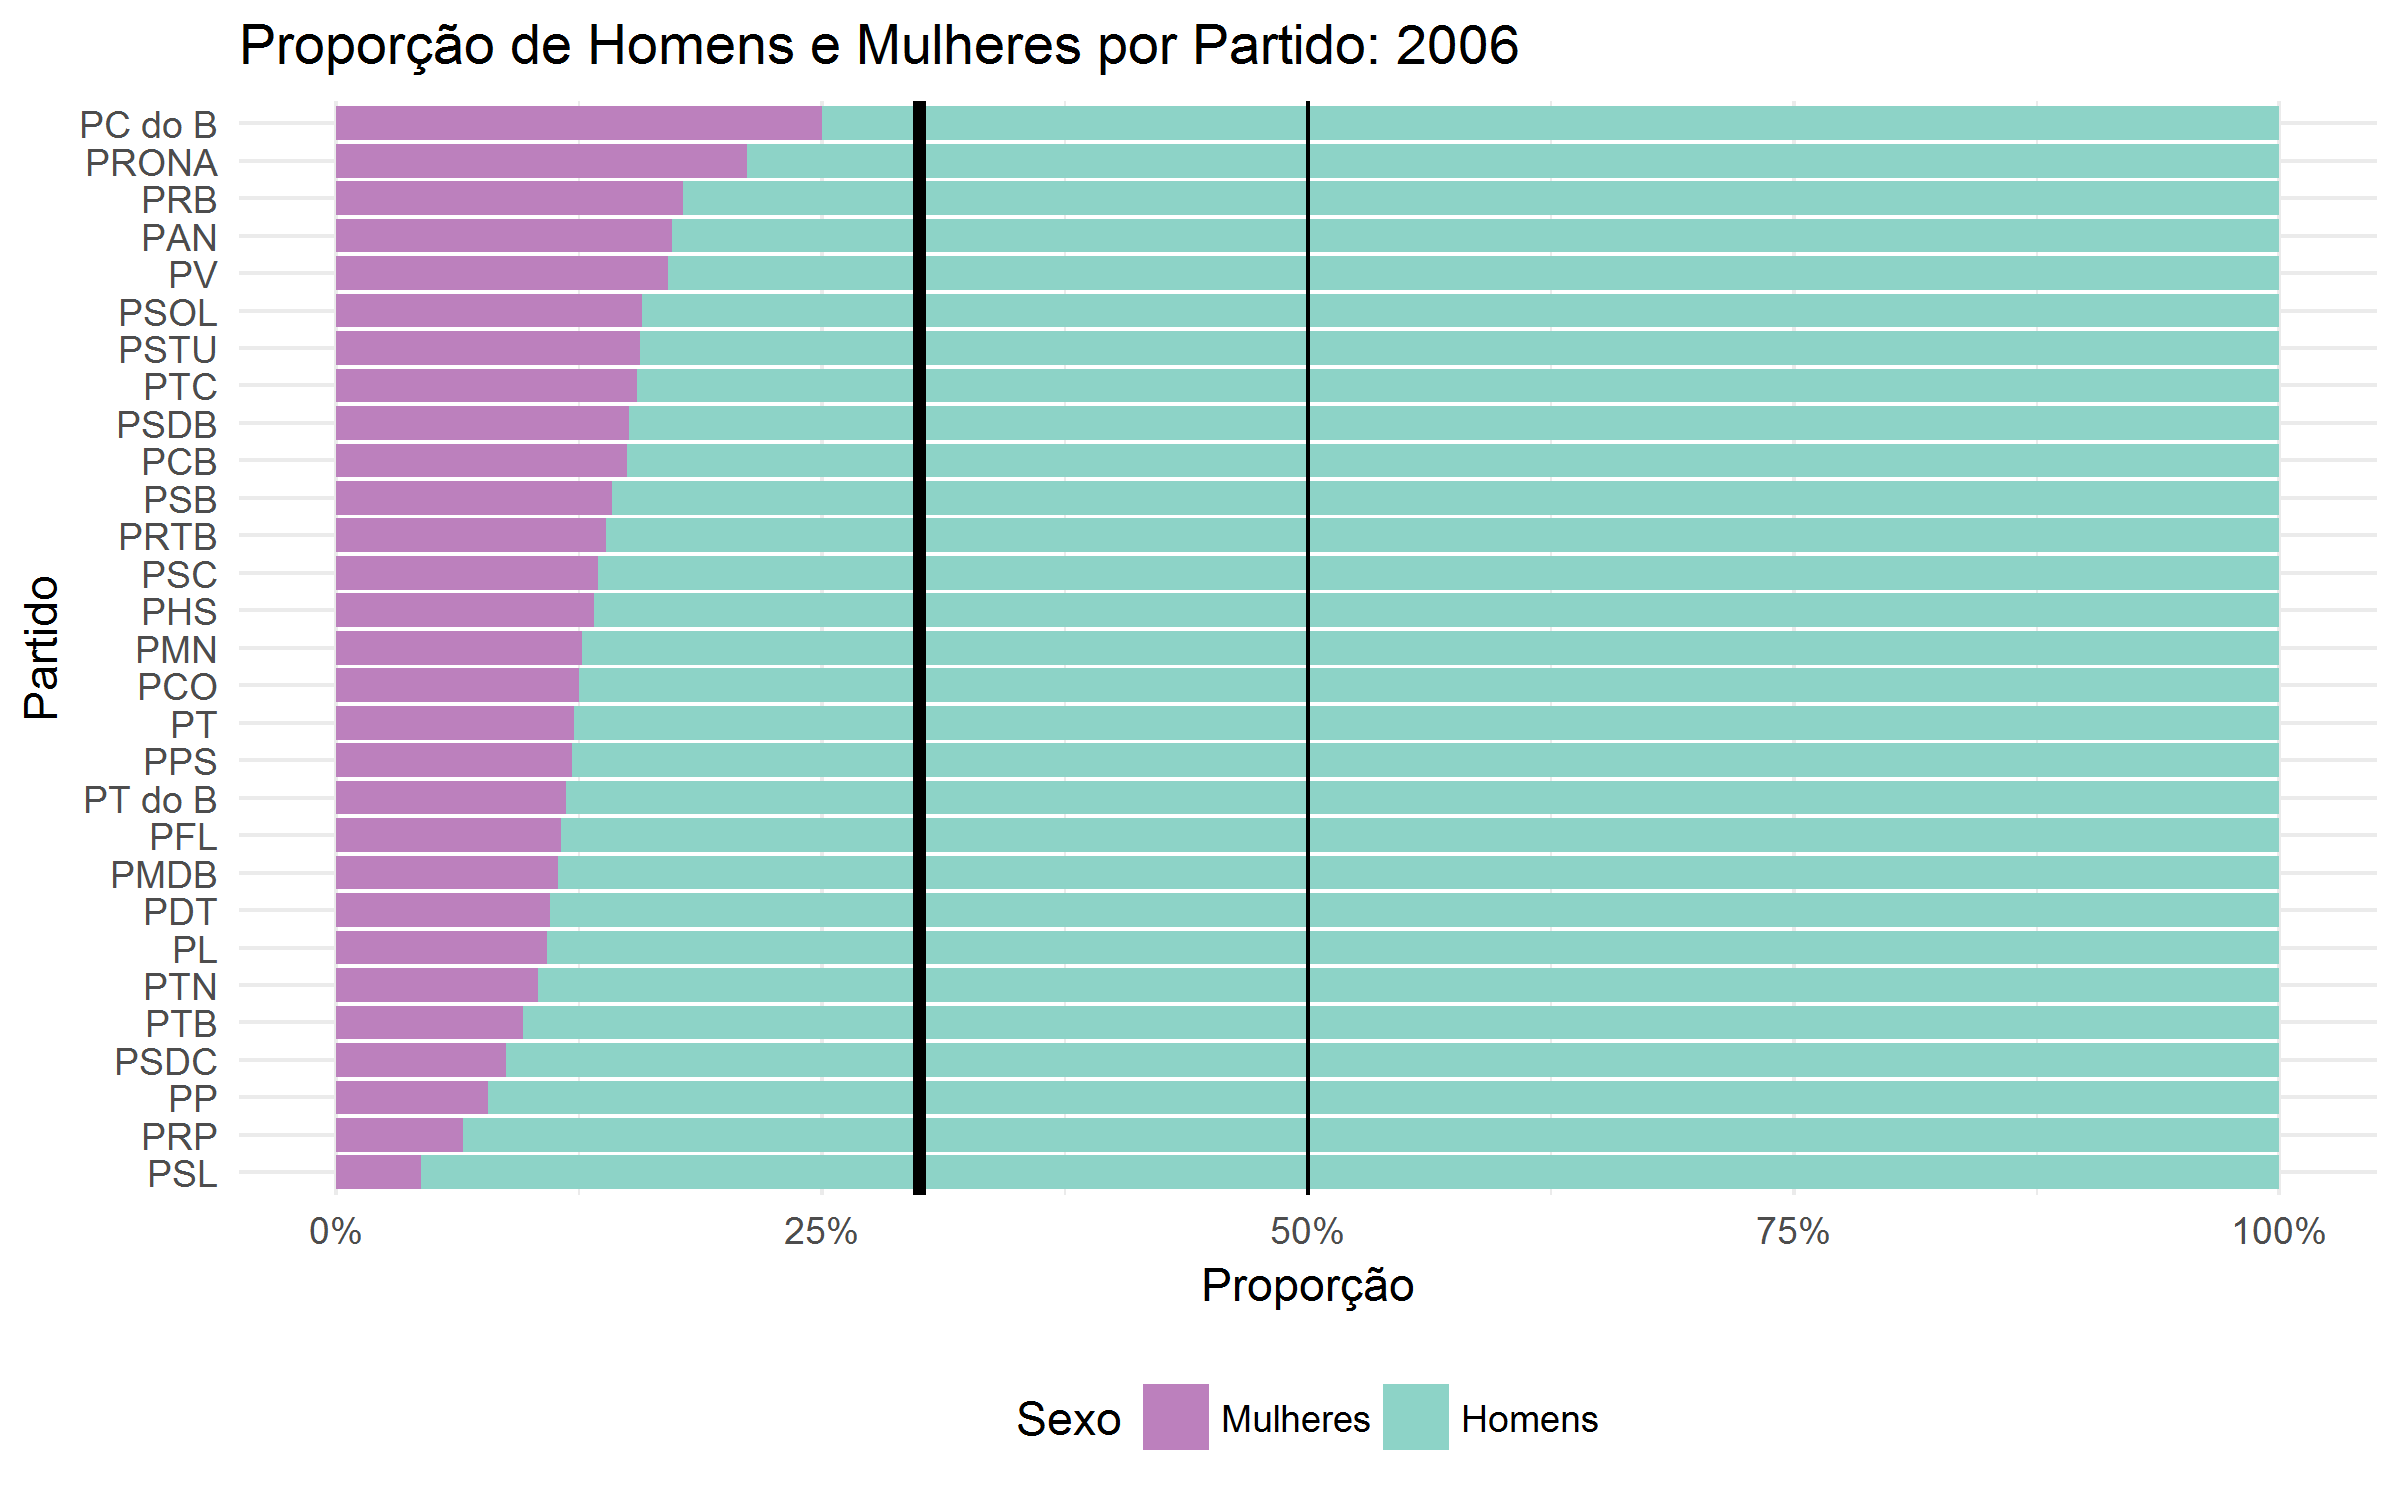 Proporção de Homens e Mulheres por Partido: 2006
Partido
PC do B
PRONA
PRB
PAN
PV
PSOL
PSTU
PTC
PSDB
PCB
PSB
PRTB
PSC
PHS
PMN
PCO
PT
PPS
PT do B
PFL
PMDB
PDT
PL
PTN
PTB
PSDC
PP
PRP
PSL
0% 25% 50% 75% 100%
Proporção
Sexo Mulheres Homens